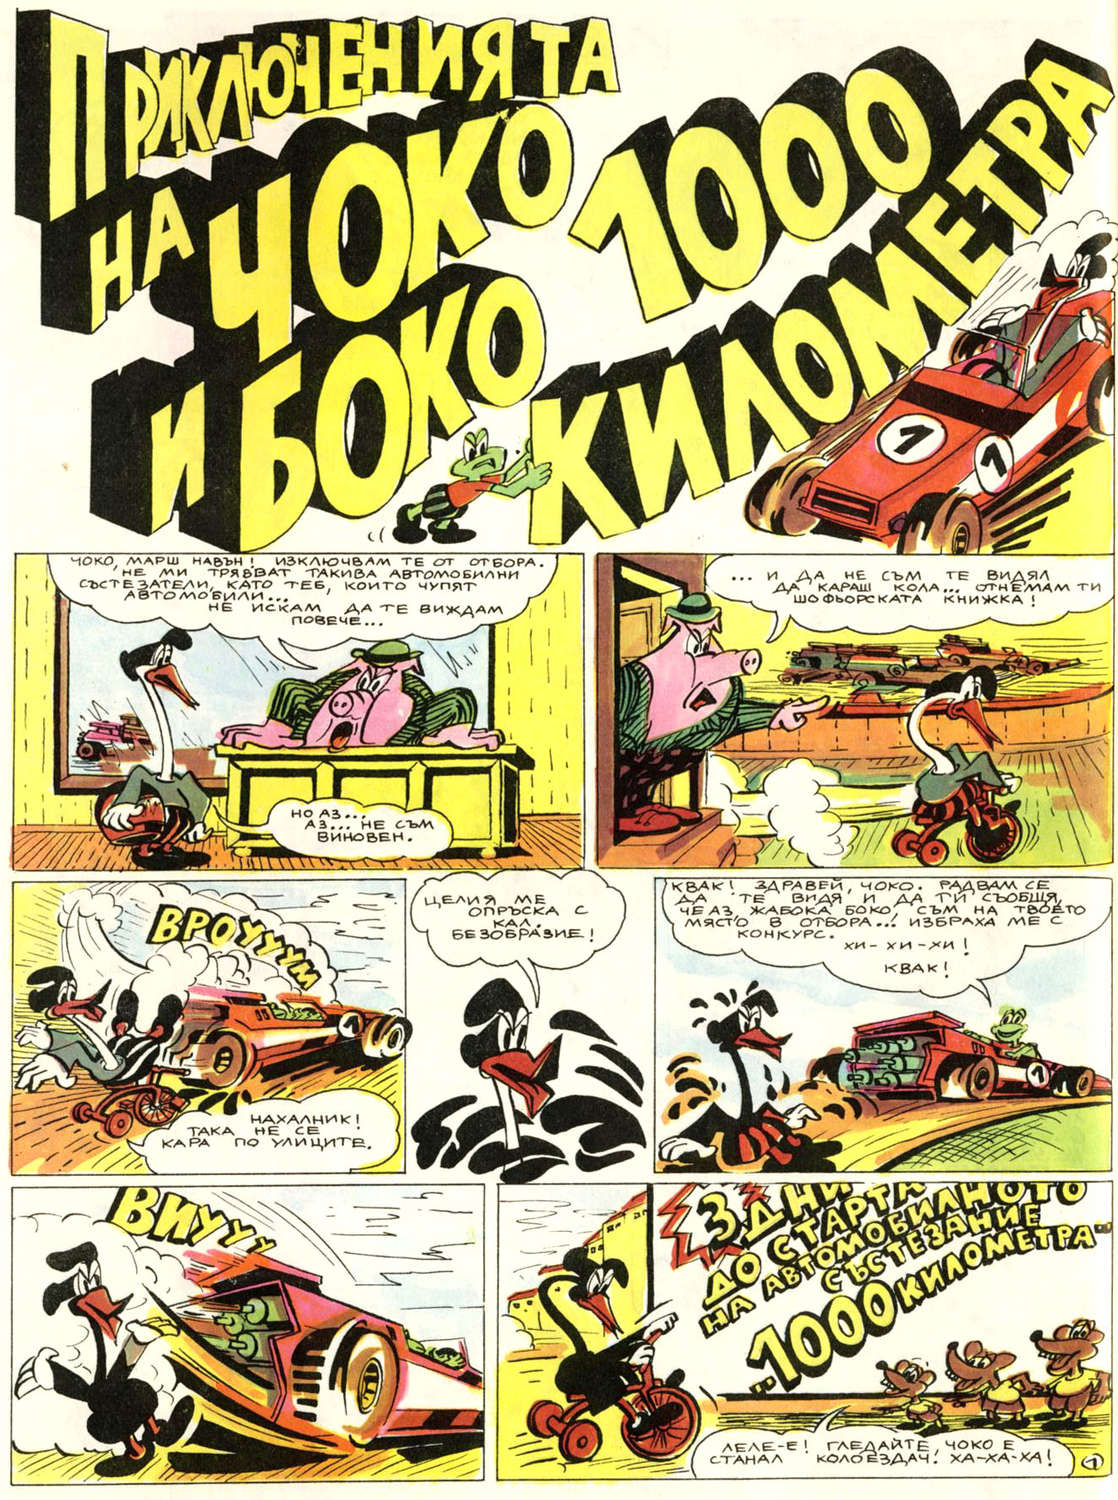 ПРИКЛЮЧЕНИЯТА
НА ЧОКО
И БОКО
1000
КИЛОМЕТРА
1
1
ЧОКО, МАРШ НАВЪН! ИЗКЛЮЧВАМ ТЕ ОТ ОТБОРА.
НЕ МИ ТРЯБВАТ ТАКИВА АВТОМОБИЛНИ
СЪСТЕЗАТЕЛИ, КАТО ТЕБ, КОИТО ЧУПЯТ
АВТОМОБИЛИ...
НЕ ИСКАМ ДА ТЕ ВИЖДАМ
ПОВЕЧЕ...
НО АЗ...
АЗ... НЕ СЪМ
ВИНОВЕН.
... И ДА НЕ СЪМ ТЕ ВИДЯЛ
ДА КАРАШ КОЛА... ОТНЕМАМ ТИ
ШОФЬОРСКАТА КНИЖКА!
ВРОУУУМ
1
НАХАЛНИК!
ТАКА НЕ СЕ
КАРА ПО УЛИЦИТЕ.
ЦЕЛИЯ МЕ
ОПРЪСКА С
КАЛ.
БЕЗОБРАЗИЕ!
КВАК! ЗДРАВЕЙ, ЧОКО. РАДВАМ СЕ
ДА ТЕ ВИДЯ И ДА ТИ СЪОБЩЯ,
ЧЕ АЗ, ЖАБОКА БОКО, СЪМ НА ТВОЕТО
МЯСТО В ОТБОРА... ИЗБРАХА МЕ С
КОНКУРС.
ХИ-ХИ-ХИ!
КВАК!
1
ВИУУУ
3 ДНИ
ДО СТАРТА
НА АВТОМОБИЛНОТО
СЪСТЕЗАНИЕ
„1000 КИЛОМЕТРА"
ЛЕЛЕ-Е! ГЛЕДАЙТЕ, ЧОКО Е
СТАНАЛ КОЛОЕЗДАЧ! ХА-ХА-ХА!
1